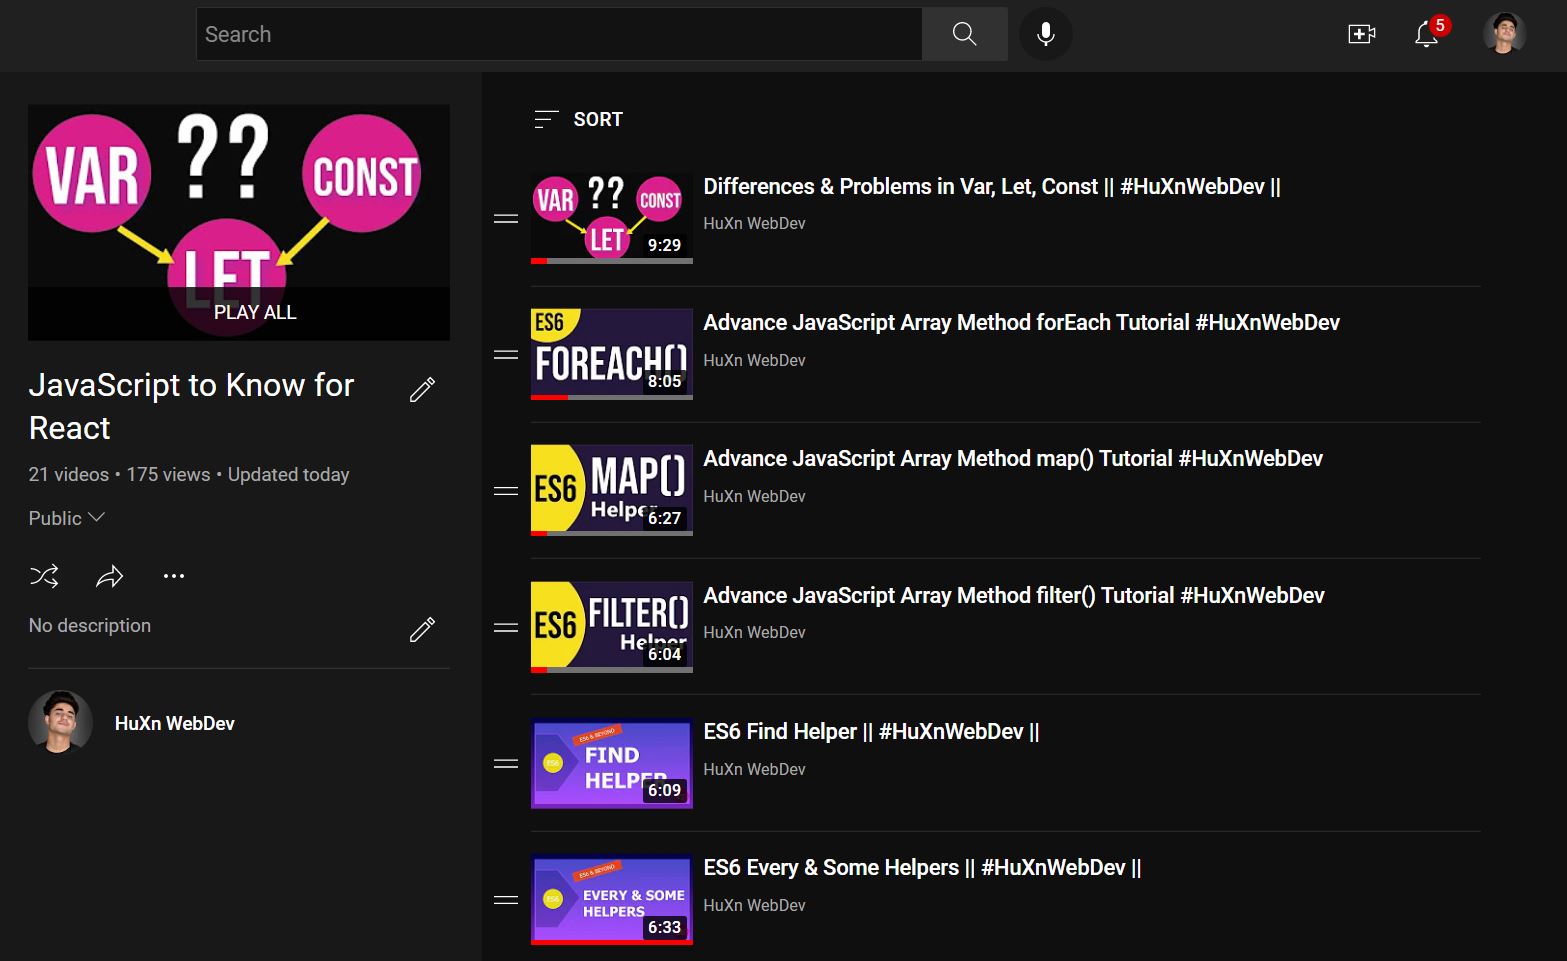 Search
5
VAR ?? CONST
LET
PLAY ALL
JavaScript to Know for
React
21 videos • 175 views • Updated today
Public
No description
HuXn WebDev
SORT
VAR ?? CONST
LET
9:29
Differences & Problems in Var, Let, Const || #HuXnWebDev ||
HuXn WebDev
ES6
FOREACH()
8:05
Advance JavaScript Array Method forEach Tutorial #HuXnWebDev
HuXn WebDev
ES6 MAP()
Helper
6:27
Advance JavaScript Array Method map() Tutorial #HuXnWebDev
HuXn WebDev
ES6 FILTER()
Helper
6:04
Advance JavaScript Array Method filter() Tutorial #HuXnWebDev
HuXn WebDev
ES6 & BEYOND
ES6
FIND
HELPER
6:09
ES6 Find Helper || #HuXnWebDev ||
HuXn WebDev
ES6 & BEYOND
ES6
EVERY & SOME
HELPERS
6:33
ES6 Every & Some Helpers || #HuXnWebDev ||
HuXn WebDev